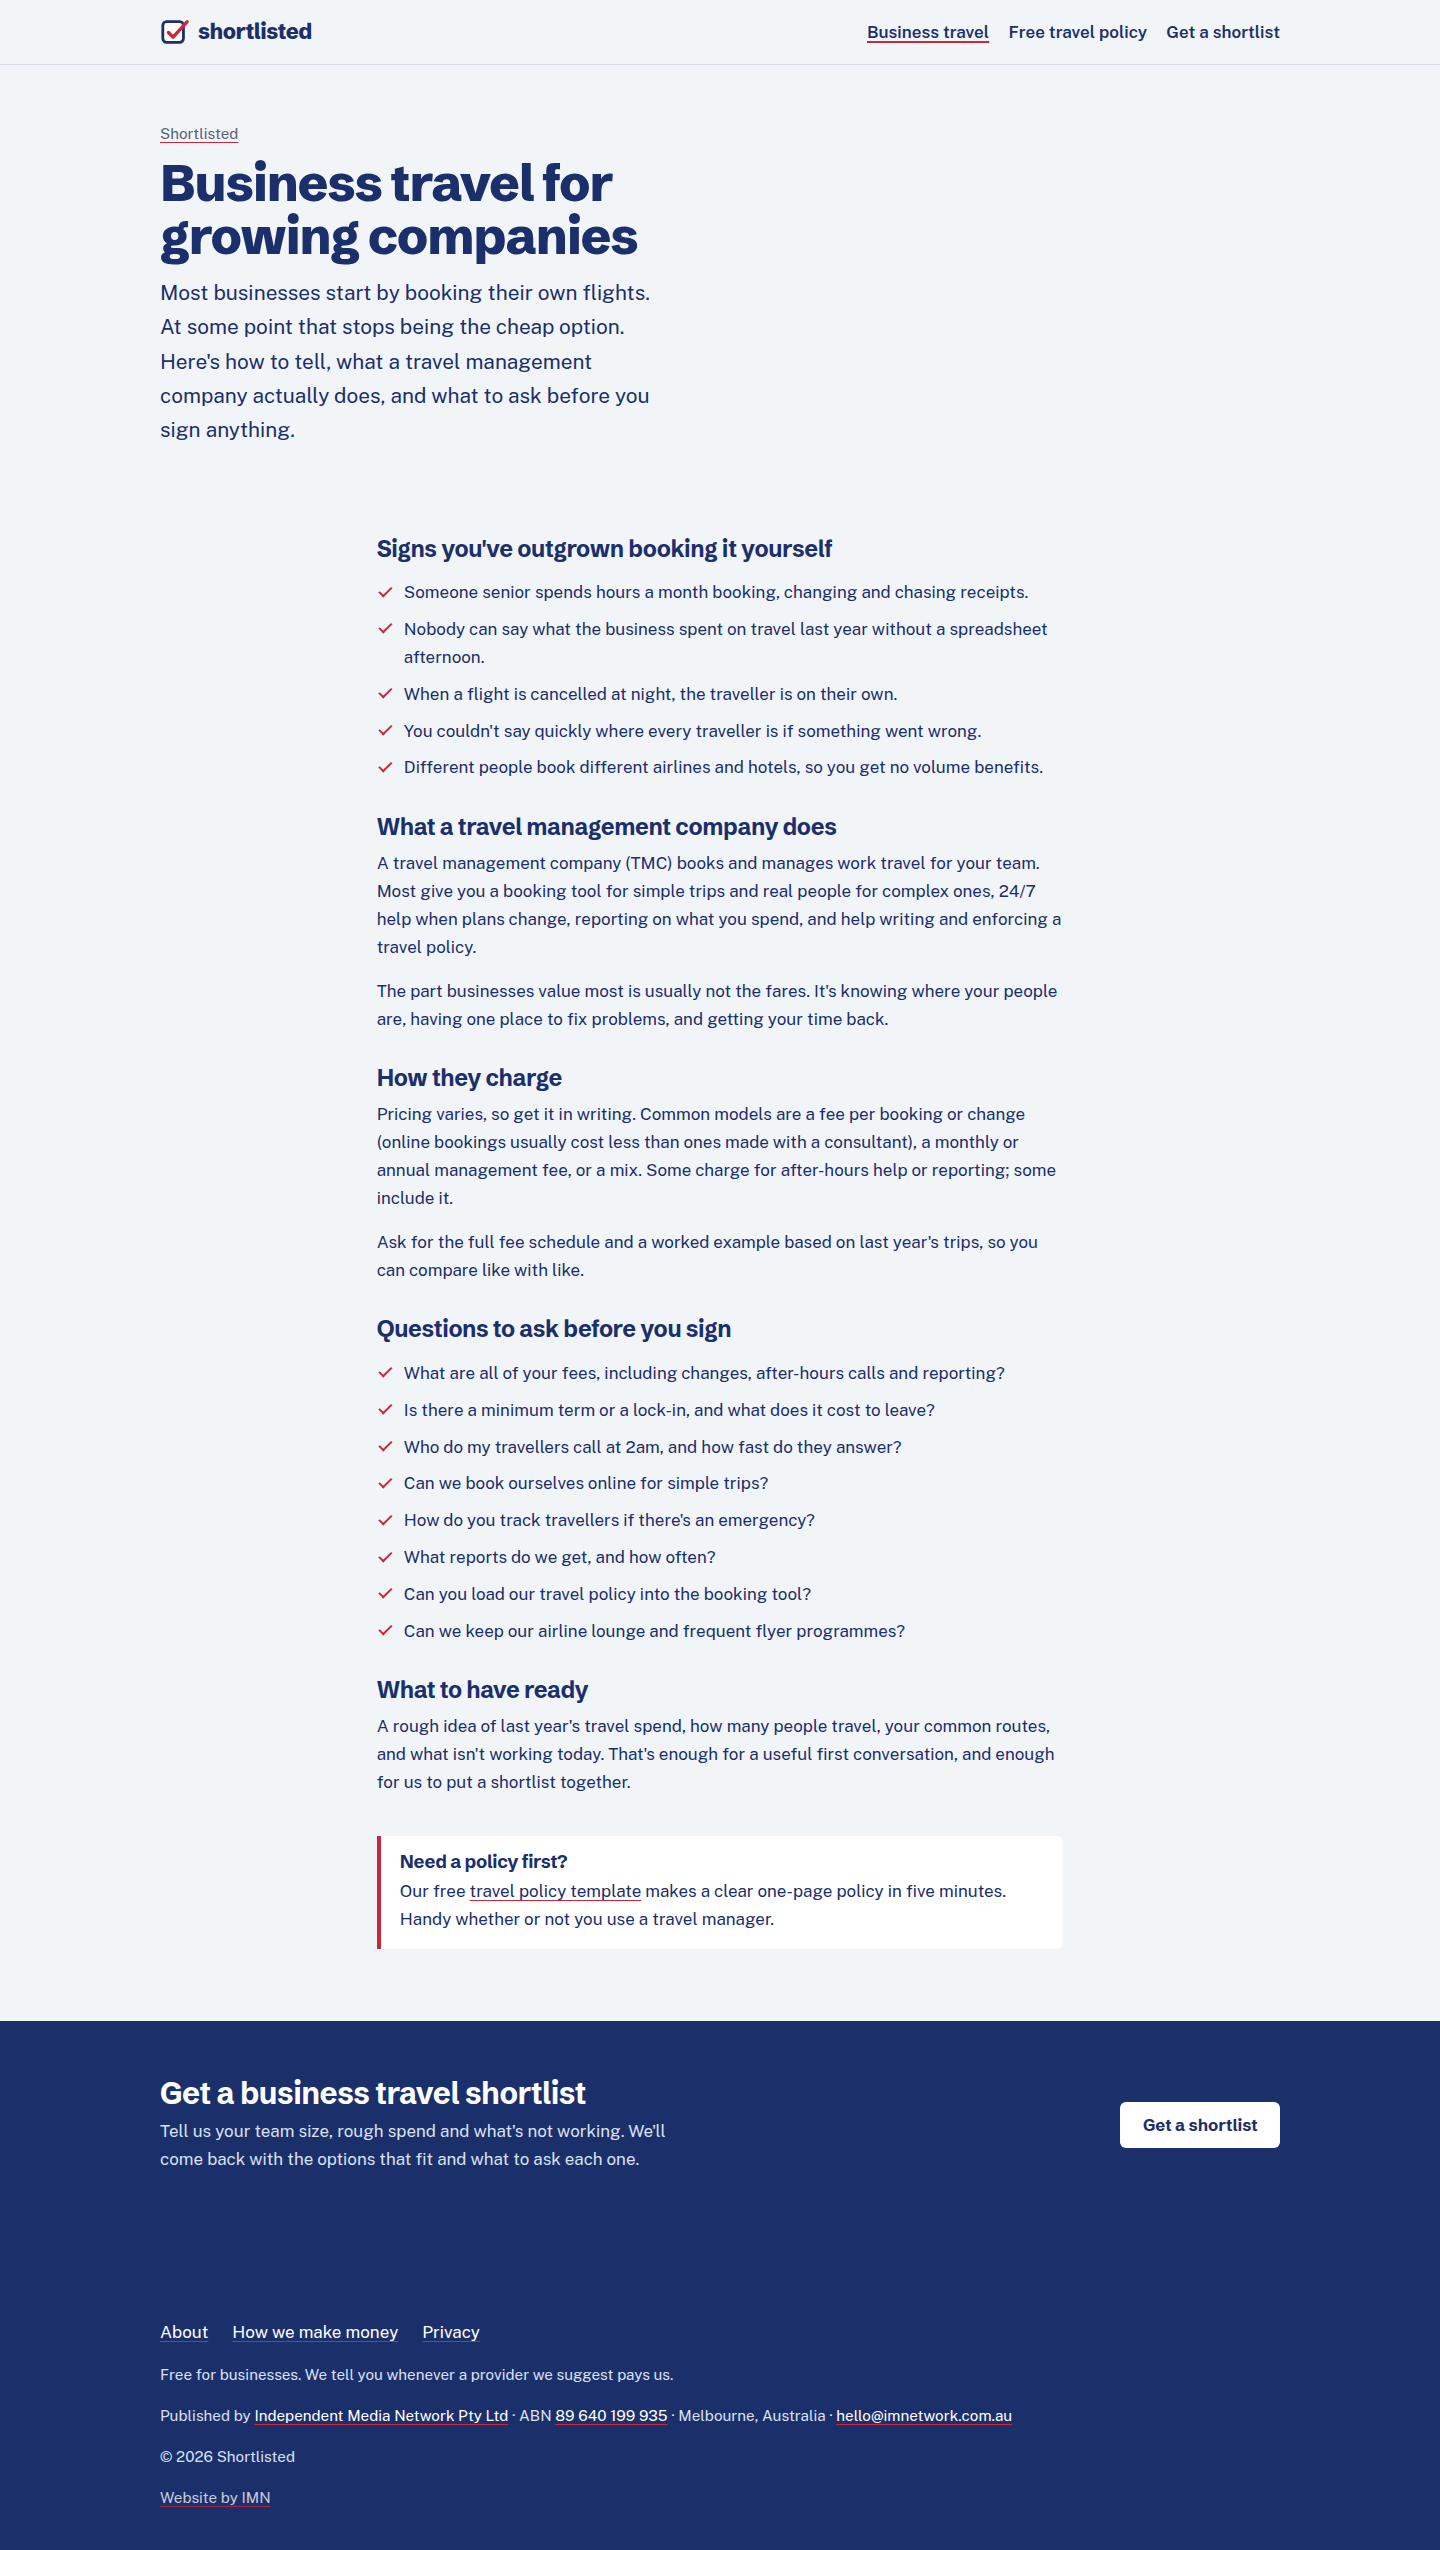 shortlisted
Business travel Free travel policy Get a shortlist
Shortlisted
Business travel for
growing companies
Most businesses start by booking their own flights.
At some point that stops being the cheap option.
Here's how to tell, what a travel management
company actually does, and what to ask before you
sign anything.
Signs you've outgrown booking it yourself
Someone senior spends hours a month booking, changing and chasing receipts.
Nobody can say what the business spent on travel last year without a spreadsheet
afternoon.
When a flight is cancelled at night, the traveller is on their own.
You couldn't say quickly where every traveller is if something went wrong.
Different people book different airlines and hotels, so you get no volume benefits.
What a travel management company does
A travel management company (TMC) books and manages work travel for your team.
Most give you a booking tool for simple trips and real people for complex ones, 24/7
help when plans change, reporting on what you spend, and help writing and enforcing a
travel policy.
The part businesses value most is usually not the fares. It's knowing where your people
are, having one place to fix problems, and getting your time back.
How they charge
Pricing varies, so get it in writing. Common models are a fee per booking or change
(online bookings usually cost less than ones made with a consultant), a monthly or
annual management fee, or a mix. Some charge for after-hours help or reporting; some
include it.
Ask for the full fee schedule and a worked example based on last year's trips, so you
can compare like with like.
Questions to ask before you sign
What are all of your fees, including changes, after-hours calls and reporting?
Is there a minimum term or a lock-in, and what does it cost to leave?
Who do my travellers call at 2am, and how fast do they answer?
Can we book ourselves online for simple trips?
How do you track travellers if there's an emergency?
What reports do we get, and how often?
Can you load our travel policy into the booking tool?
Can we keep our airline lounge and frequent flyer programmes?
What to have ready
A rough idea of last year's travel spend, how many people travel, your common routes,
and what isn't working today. That's enough for a useful first conversation, and enough
for us to put a shortlist together.
Need a policy first?
Our free travel policy template makes a clear one-page policy in five minutes.
Handy whether or not you use a travel manager.
Get a business travel shortlist
Tell us your team size, rough spend and what's not working. We'll
come back with the options that fit and what to ask each one.
Get a shortlist
About How we make money Privacy
Free for businesses. We tell you whenever a provider we suggest pays us.
Published by Independent Media Network Pty Ltd · ABN 89 640 199 935 · Melbourne, Australia · hello@imnetwork.com.au
© 2026 Shortlisted
Website by IMN